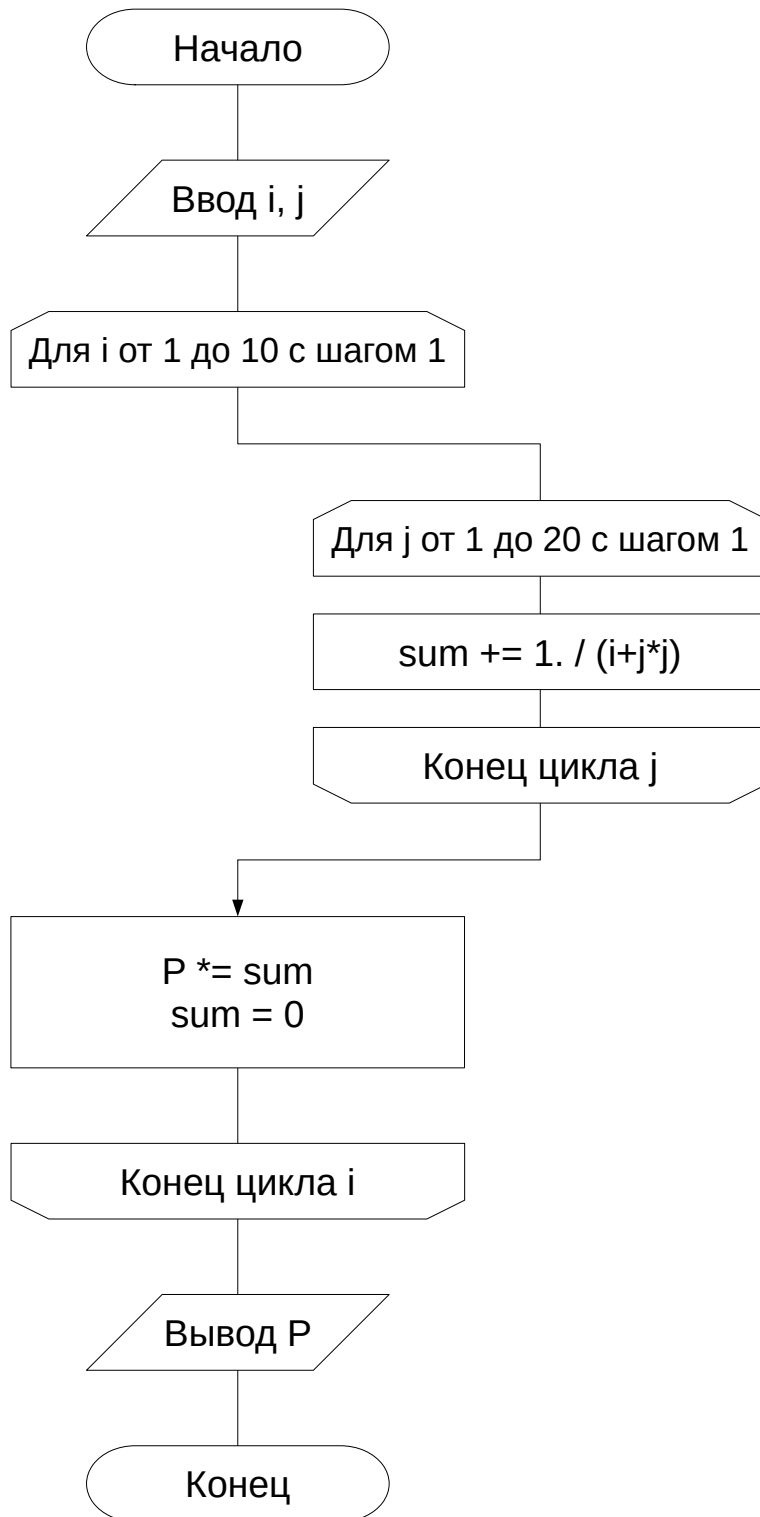 Начало
Ввод i, j
Для i от 1 до 10 с шагом 1
Для j от 1 до 20 с шагом 1
sum += 1. / (i+j*j)
Конец цикла j
P *= sum
sum = 0
Конец цикла i
Вывод P
Конец